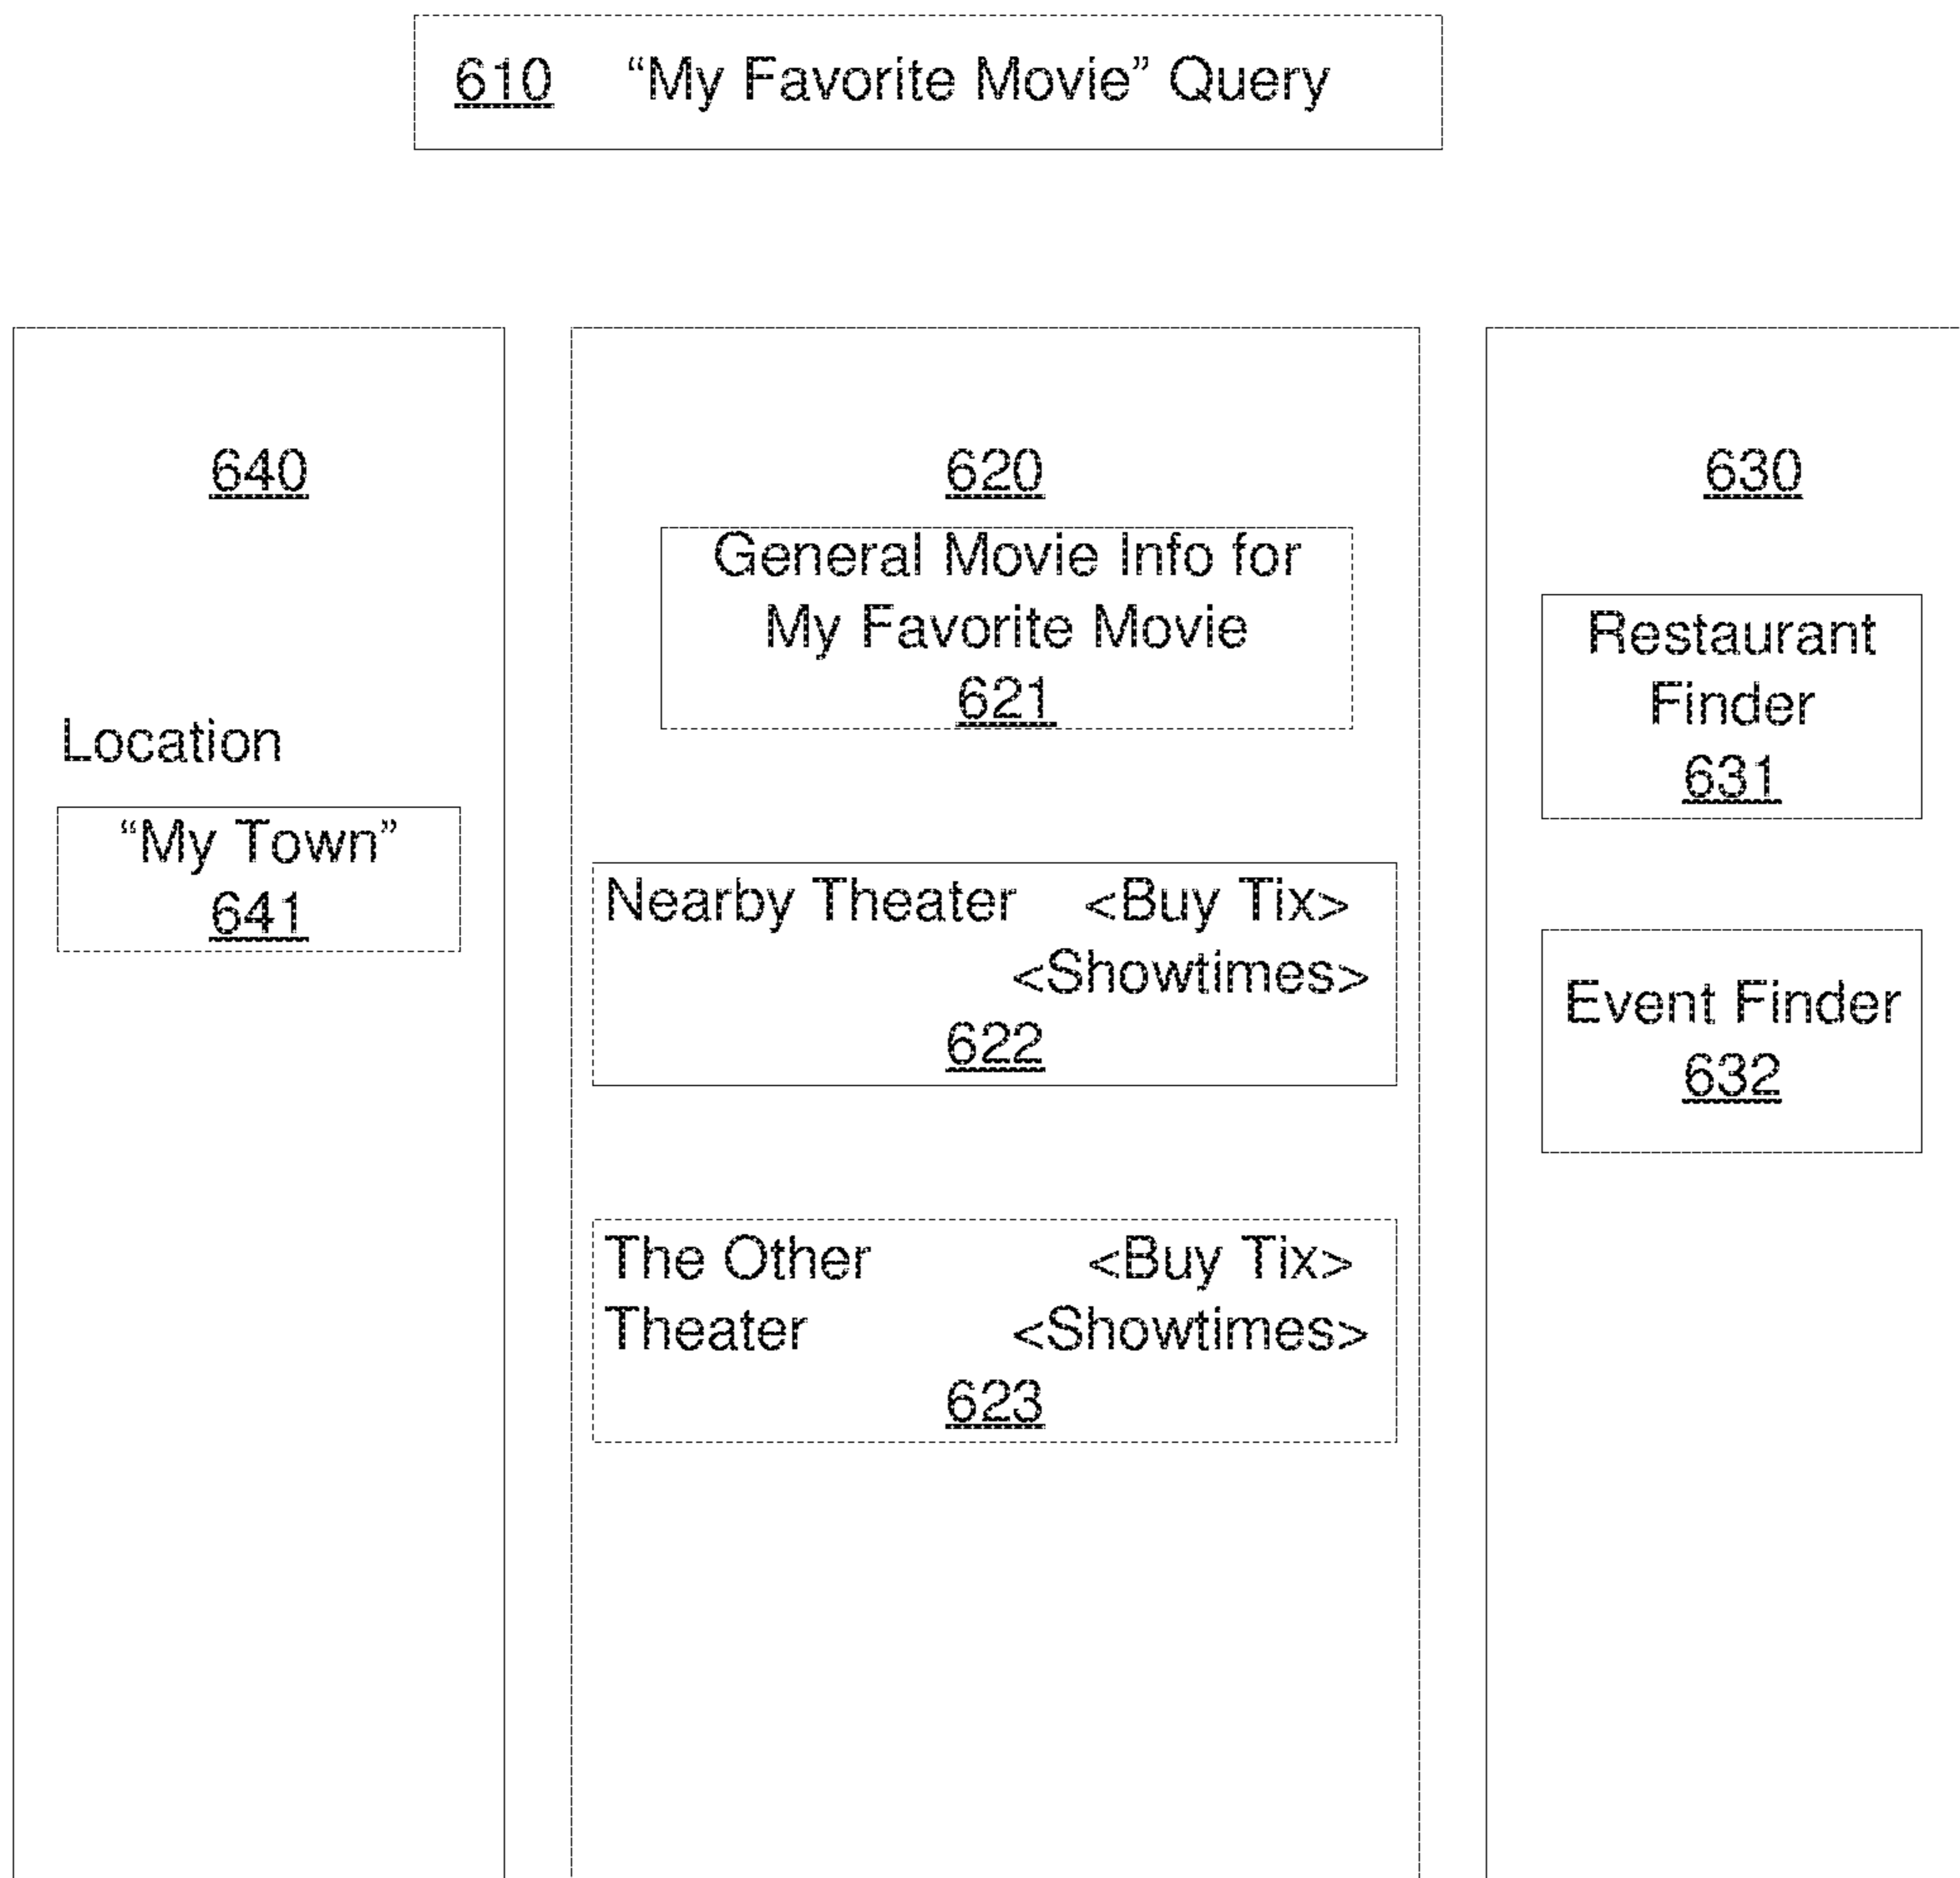 610 “My Favorite Movie” Query
640
Location
“My Town”
641
620
General Movie Info for
My Favorite Movie
621
Nearby Theater <Buy Tix>
<Showtimes>
622
The Other <Buy Tix>
Theater <Showtimes>
623
630
Restaurant
Finder
631
Event Finder
632